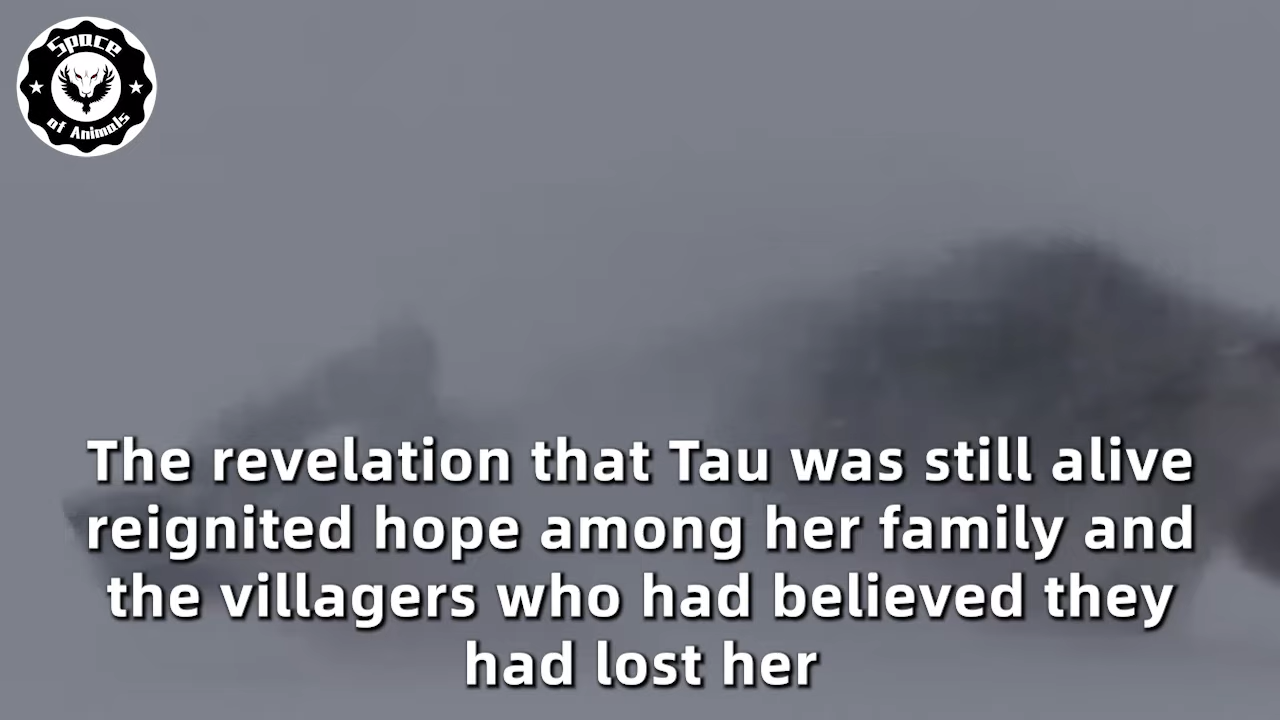 Space
of Animals
The revelation that Tau was still alive
reignited hope among her family and
the villagers who had believed they
had lost her